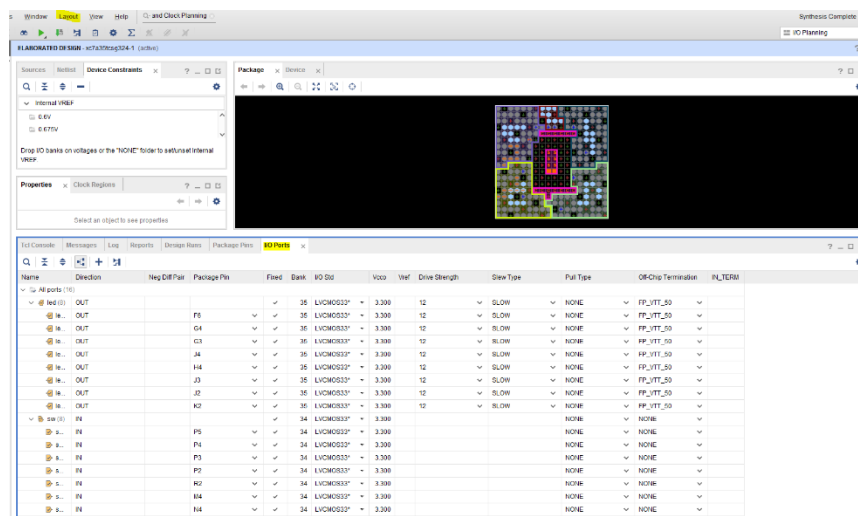 Window Layout View Help and Clock Planning Synthesis Complete
I/O Planning
ELABORATED DESIGN - xc7a35tcsg324-1 (active)
Sources Netlist Device Constraints Package Device
Internal VREF
0.6V
0.675V
Drop I/O banks on voltages or the "NONE" folder to set/unset Internal
VREF.
Properties Clock Regions
Select an object to see properties
Tcl Console Messages Log Reports Design Runs Package Pins I/O Ports
Name Direction Neg Diff Pair Package Pin Fixed Bank I/O Std Vcco Vref Drive Strength Slew Type Pull Type Off-Chip Termination IN_TERM
All ports (16)
led (8) OUT 35 LVCMOS33* 3.300 12 SLOW NONE FP_VTT_50
le... OUT F6 35 LVCMOS33* 3.300 12 SLOW NONE FP_VTT_50
le... OUT G4 35 LVCMOS33* 3.300 12 SLOW NONE FP_VTT_50
le... OUT G3 35 LVCMOS33* 3.300 12 SLOW NONE FP_VTT_50
le... OUT J4 35 LVCMOS33* 3.300 12 SLOW NONE FP_VTT_50
le... OUT H4 35 LVCMOS33* 3.300 12 SLOW NONE FP_VTT_50
le... OUT J3 35 LVCMOS33* 3.300 12 SLOW NONE FP_VTT_50
le... OUT J2 35 LVCMOS33* 3.300 12 SLOW NONE FP_VTT_50
le... OUT K2 35 LVCMOS33* 3.300 12 SLOW NONE FP_VTT_50
sw (8) IN 34 LVCMOS33* 3.300 NONE NONE
s... IN P5 34 LVCMOS33* 3.300 NONE NONE
s... IN P4 34 LVCMOS33* 3.300 NONE NONE
s... IN P3 34 LVCMOS33* 3.300 NONE NONE
s... IN P2 34 LVCMOS33* 3.300 NONE NONE
s... IN R2 34 LVCMOS33* 3.300 NONE NONE
s... IN M4 34 LVCMOS33* 3.300 NONE NONE
s... IN N4 34 LVCMOS33* 3.300 NONE NONE